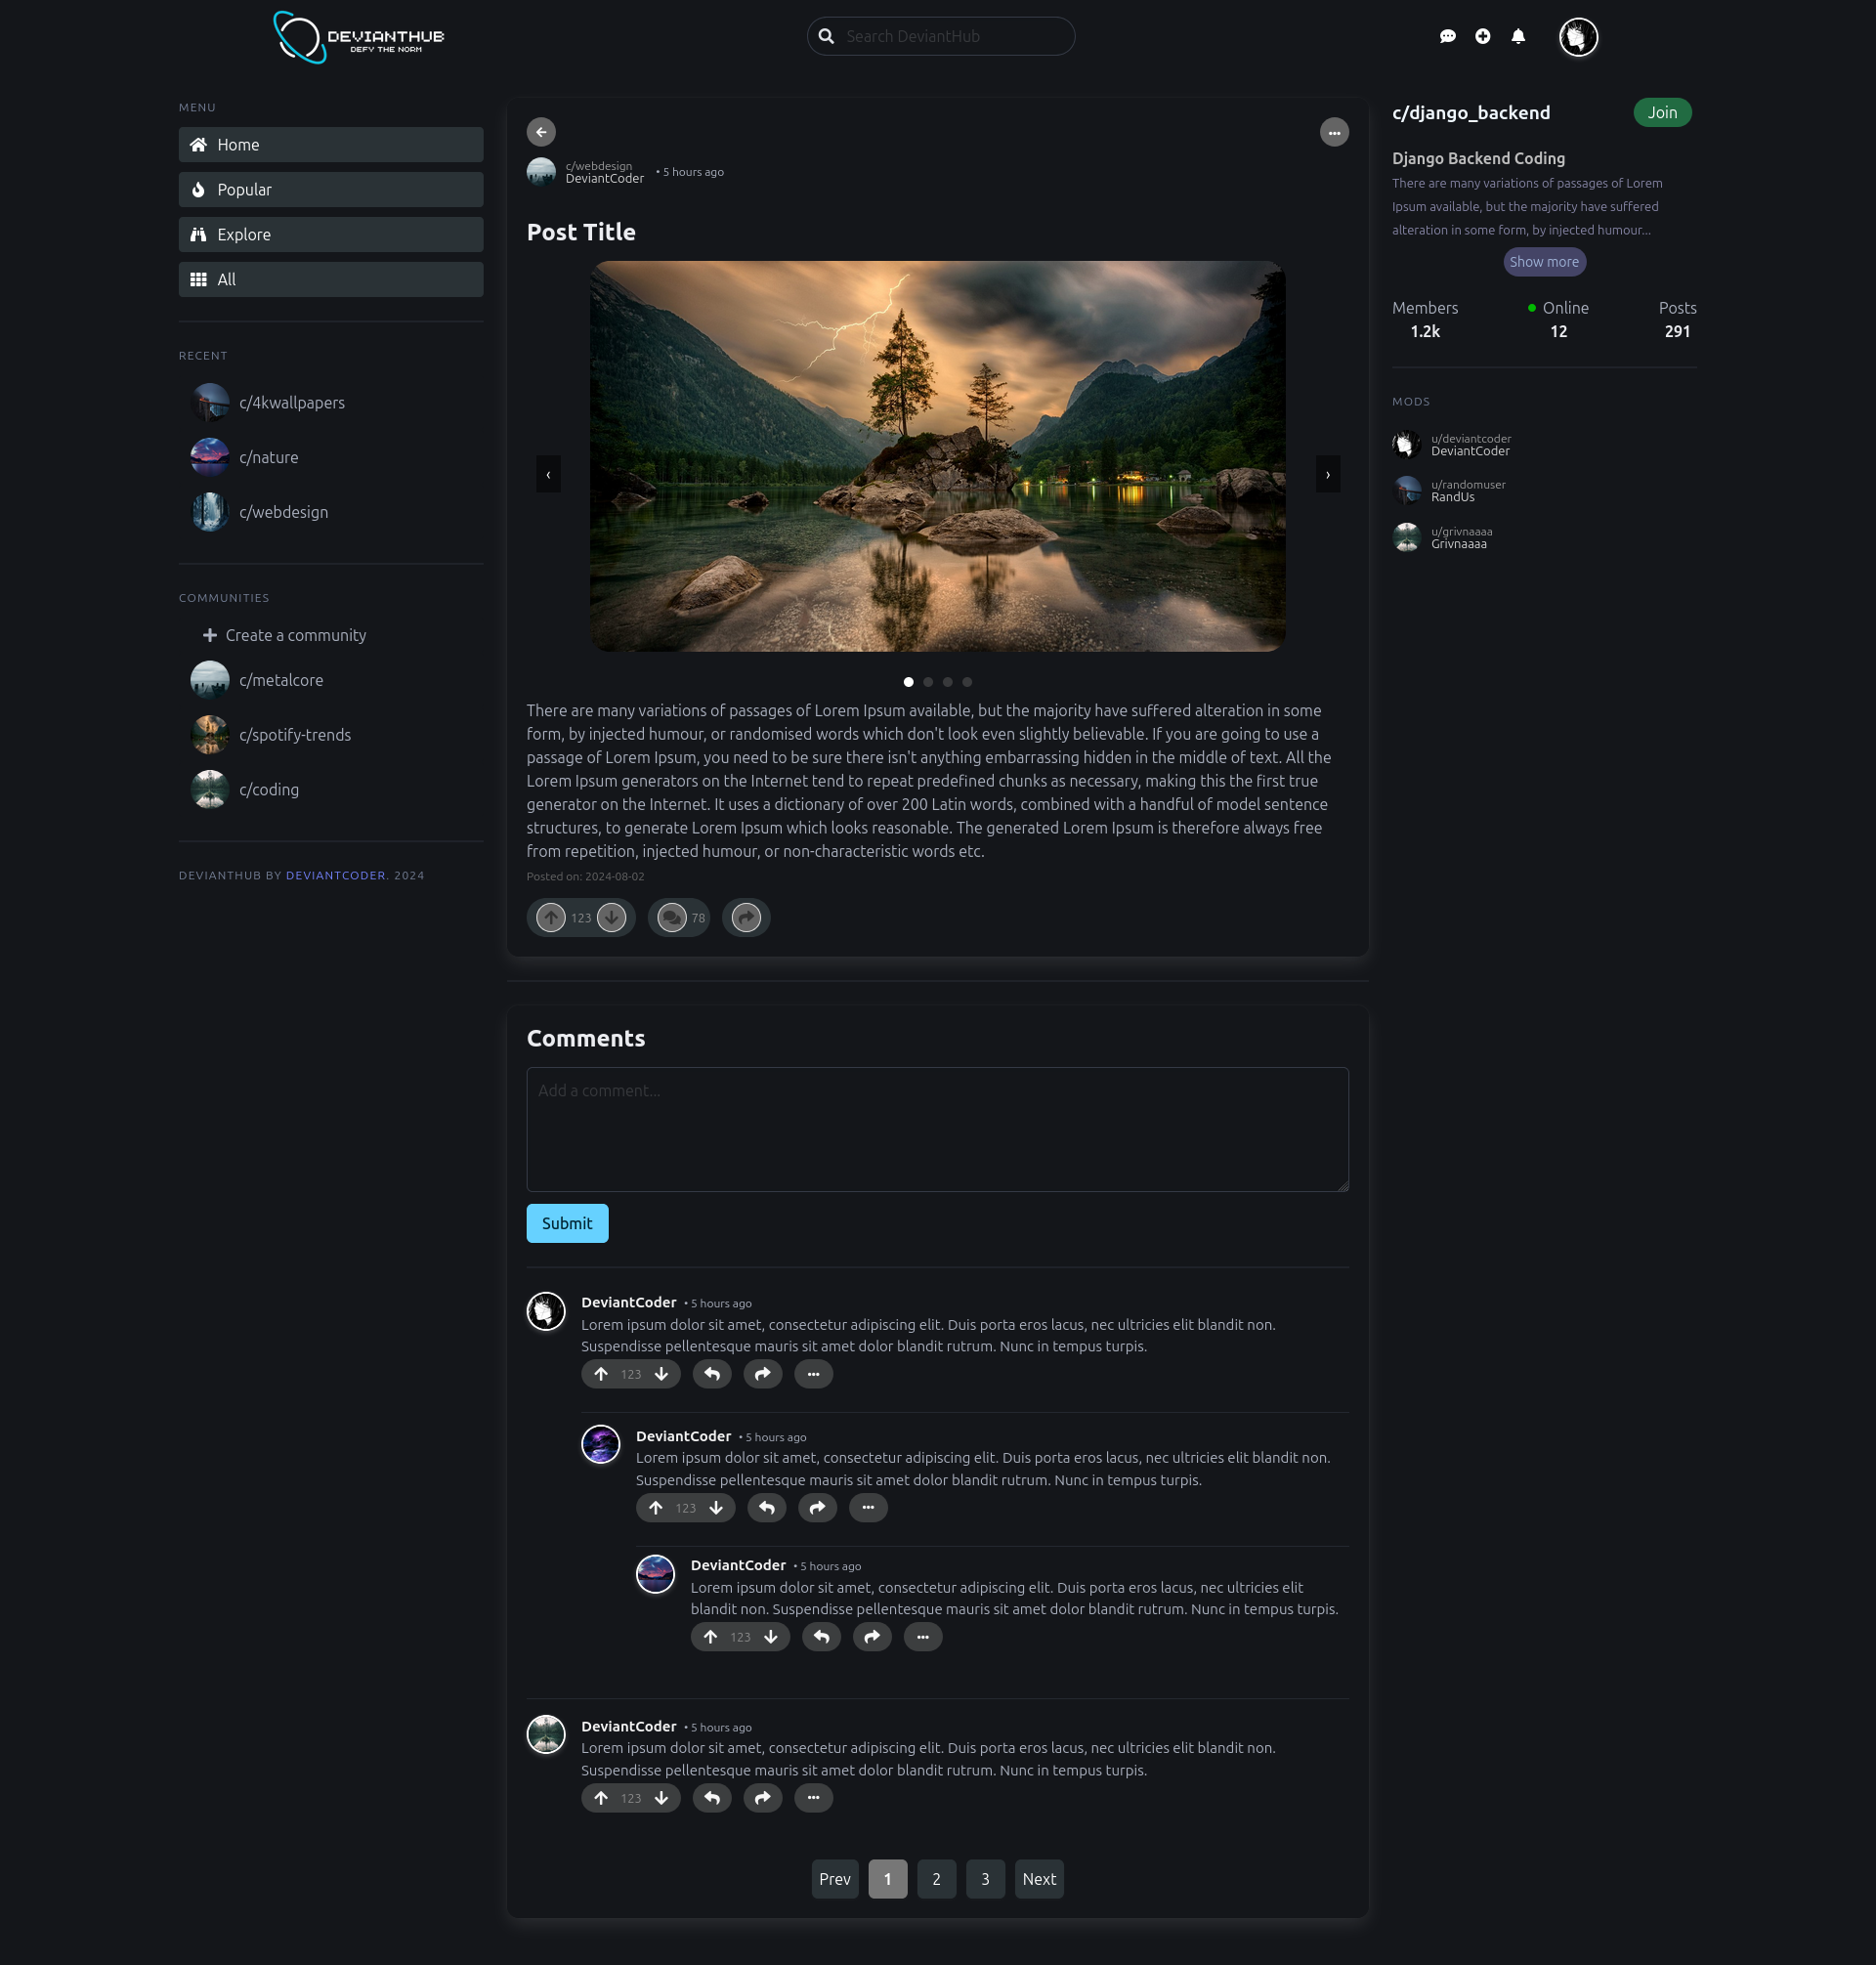 DEVIANTHUB
DEFY THE NORM
Search DeviantHub
MENU
Home
Popular
Explore
All
RECENT
c/4kwallpapers
c/nature
c/webdesign
COMMUNITIES
Create a community
c/metalcore
c/spotify-trends
c/coding
DEVIANTHUB BY DEVIANTCODER. 2024
c/webdesign
DeviantCoder
• 5 hours ago
Post Title
‹
›
There are many variations of passages of Lorem Ipsum available, but the majority have suffered alteration in some
form, by injected humour, or randomised words which don't look even slightly believable. If you are going to use a
passage of Lorem Ipsum, you need to be sure there isn't anything embarrassing hidden in the middle of text. All the
Lorem Ipsum generators on the Internet tend to repeat predefined chunks as necessary, making this the first true
generator on the Internet. It uses a dictionary of over 200 Latin words, combined with a handful of model sentence
structures, to generate Lorem Ipsum which looks reasonable. The generated Lorem Ipsum is therefore always free
from repetition, injected humour, or non-characteristic words etc.
Posted on: 2024-08-02
123
78
Comments
Add a comment...
Submit
DeviantCoder • 5 hours ago
Lorem ipsum dolor sit amet, consectetur adipiscing elit. Duis porta eros lacus, nec ultricies elit blandit non.
Suspendisse pellentesque mauris sit amet dolor blandit rutrum. Nunc in tempus turpis.
123
DeviantCoder • 5 hours ago
Lorem ipsum dolor sit amet, consectetur adipiscing elit. Duis porta eros lacus, nec ultricies elit blandit non.
Suspendisse pellentesque mauris sit amet dolor blandit rutrum. Nunc in tempus turpis.
123
DeviantCoder • 5 hours ago
Lorem ipsum dolor sit amet, consectetur adipiscing elit. Duis porta eros lacus, nec ultricies elit
blandit non. Suspendisse pellentesque mauris sit amet dolor blandit rutrum. Nunc in tempus turpis.
123
DeviantCoder • 5 hours ago
Lorem ipsum dolor sit amet, consectetur adipiscing elit. Duis porta eros lacus, nec ultricies elit blandit non.
Suspendisse pellentesque mauris sit amet dolor blandit rutrum. Nunc in tempus turpis.
123
Prev 1 2 3 Next
c/django_backend
Join
Django Backend Coding
There are many variations of passages of Lorem
Ipsum available, but the majority have suffered
alteration in some form, by injected humour...
Show more
Members Online Posts
1.2k 12 291
MODS
u/deviantcoder
DeviantCoder
u/randomuser
RandUs
u/grivnaaaa
Grivnaaaa